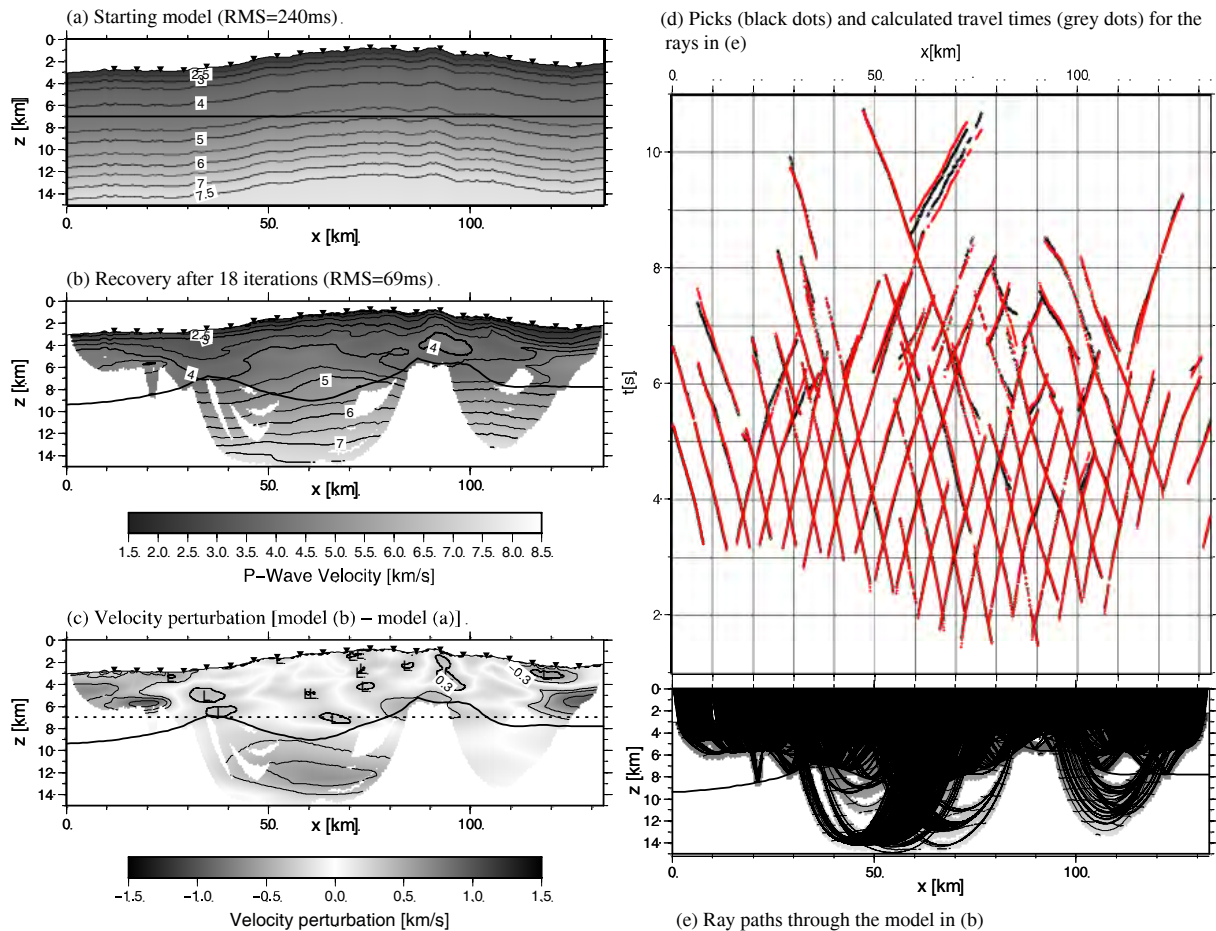 (a) Starting model (RMS=240ms).
0.
2.
4.
6.
8.
10.
12.
14.
z [km]
2.5
3
4
5
6
7
7.5
0. 50. 100.
x [km]
(b) Recovery after 18 iterations (RMS=69ms).
0.
2.
4.
6.
8.
10.
12.
14.
z [km]
4
4
5
6
7
0. 50. 100.
x [km]
1.5 2.0 2.5 3.0 3.5 4.0 4.5 5.0 5.5 6.0 6.5 7.0 7.5 8.0 8.5
P-Wave Velocity [km/s]
(c) Velocity perturbation [model (b) − model (a)].
0.
2.
4.
6.
8.
10.
12.
14.
z [km]
−0.3
0.3
L
L
L
0. 50. 100.
x [km]
−1.5 −1.0 −0.5 0.0 0.5 1.0 1.5
Velocity perturbation [km/s]
(d) Picks (black dots) and calculated travel times (grey dots) for the
rays in (e)
x[km]
0. 50. 100.
10.
8.
6.
4.
2.
t[s]
0
2
4
6
8
10
12
14
z [km]
0. 50. 100.
x [km]
(e) Ray paths through the model in (b)